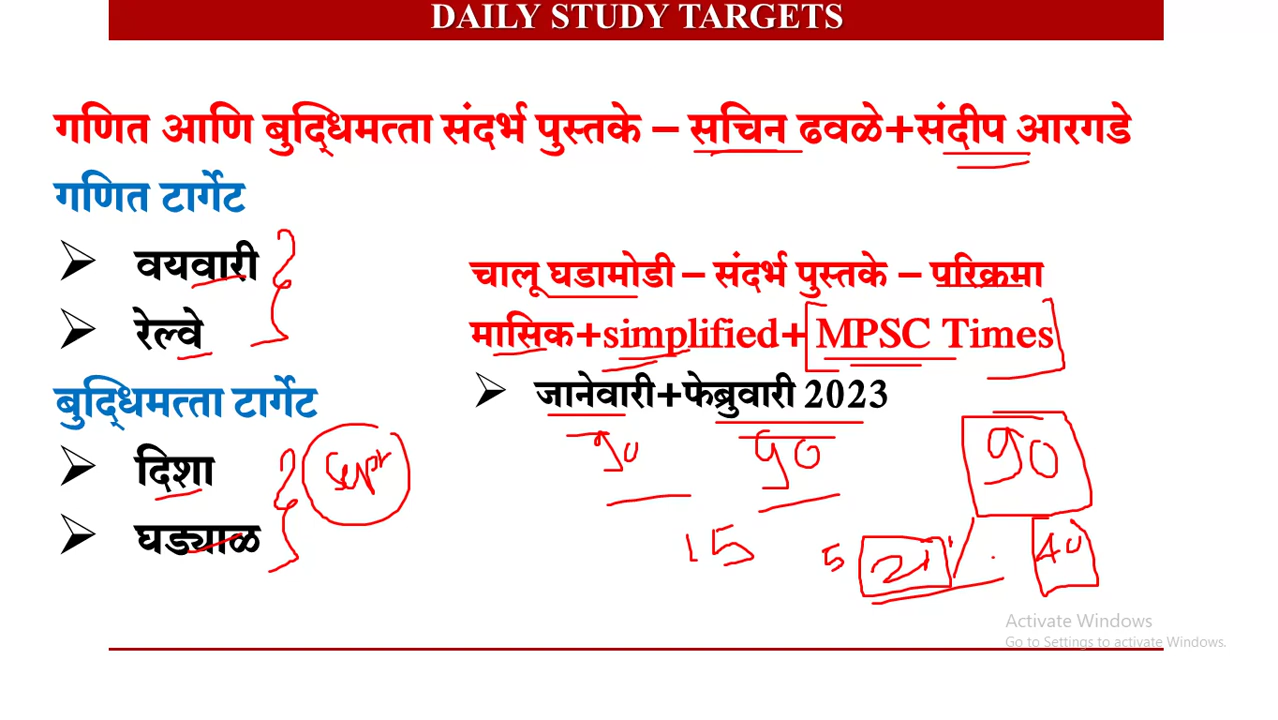 DAILY STUDY TARGETS
गणित आणि बुद्धिमत्ता संदर्भ पुस्तके – सचिन ढवळे+संदीप आरगडे
गणित टार्गेट
➢ वयवारी
➢ रेल्वे
बुद्धिमत्ता टार्गेट
➢ दिशा
➢ घड्याळ
चालू घडामोडी – संदर्भ पुस्तके – परिक्रमा
मासिक+simplified+ MPSC Times
➢ जानेवारी+फेब्रुवारी 2023
90
15
5
40
Activate Windows
Go to Settings to activate Windows.